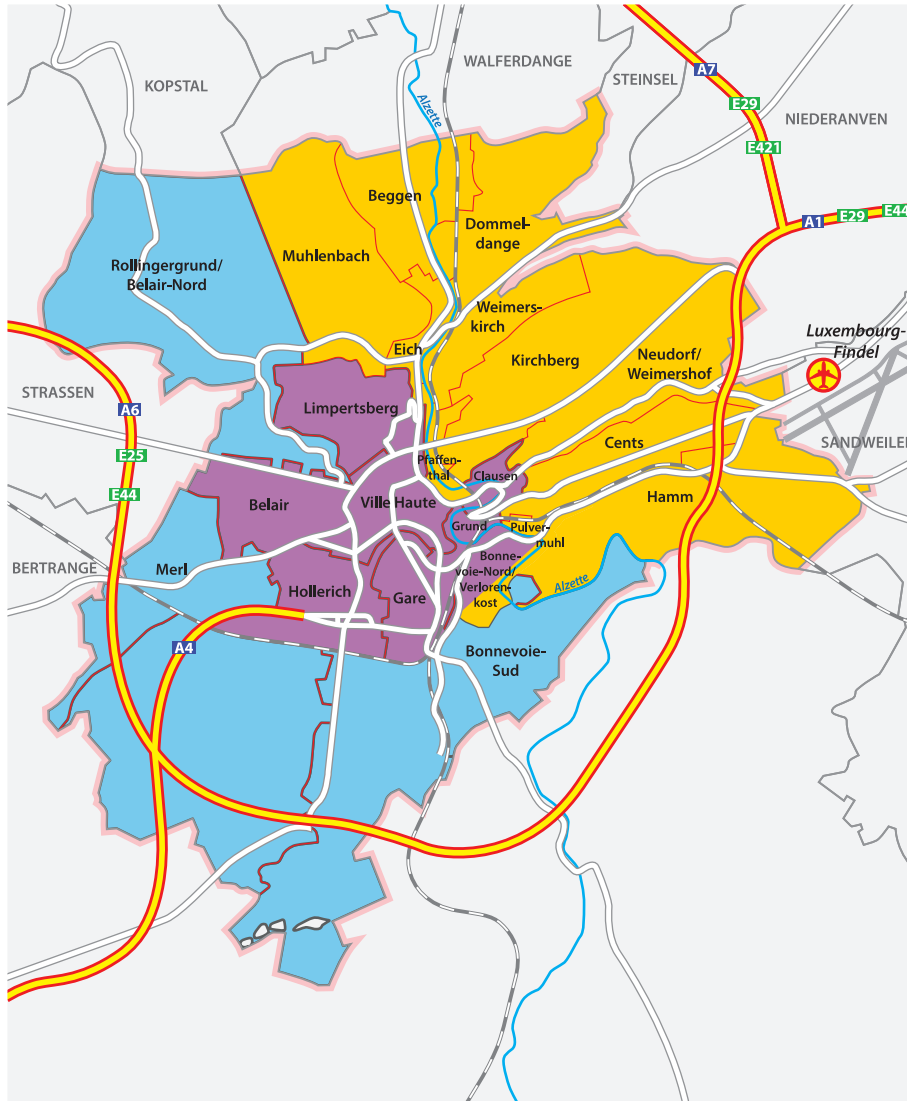 WALFERDANGE
A7
STEINSEL
KOPSTAL
Alzette
E29
NIEDERANVEN
E421
Beggen
E44
E29
A1
Dommel-
dange
Muhlenbach
Rollingergrund/
Belair-Nord
Weimers-
kirch
Luxembourg-
Findel
Eich
Kirchberg
Neudorf/
Weimershof
STRASSEN
A6
Limpertsberg
SANDWEILER
Cents
E25
Pfaffen-
thal
Clausen
E44
Belair
Ville Haute
Hamm
Grund
Pulver-
muhl
BERTRANGE
Merl
Bonne-
voie-Nord/
Verloren-
kost
Alzette
Hollerich
Gare
A4
Bonnevoie-
Sud